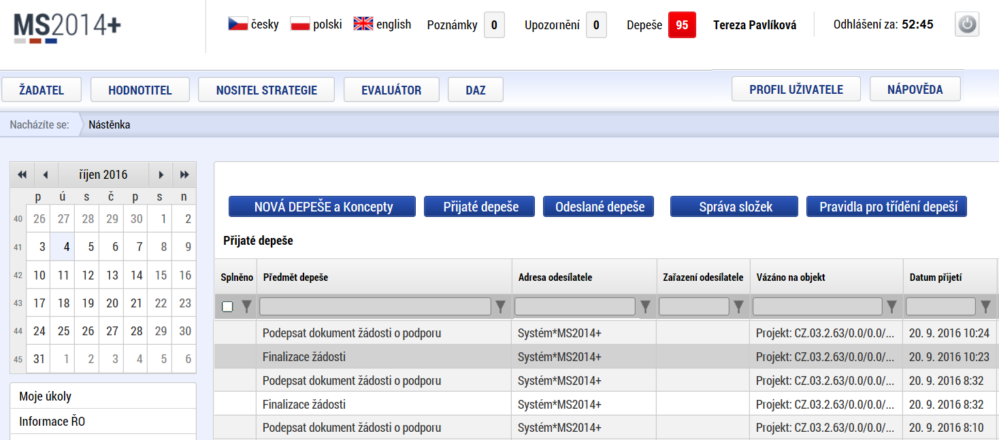 MS2014+ česky polski english Poznámky 0 Upozornění 0 Depeše 95 Tereza Pavlíková Odhlášení za: 52:45
ŽADATEL HODNOTITEL NOSITEL STRATEGIE EVALUÁTOR DAZ PROFIL UŽIVATELE NÁPOVĚDA
Nacházíte se: Nástěnka
říjen 2016
p ú s č p s n
40 26 27 28 29 30 1 2
41 3 4 5 6 7 8 9
42 10 11 12 13 14 15 16
43 17 18 19 20 21 22 23
44 24 25 26 27 28 29 30
45 31 1 2 3 4 5 6
Moje úkoly
Informace ŘO
NOVÁ DEPEŠE a Koncepty Přijaté depeše Odeslané depeše Správa složek Pravidla pro třídění depeší
Přijaté depeše
Splněno Předmět depeše Adresa odesílatele Zařazení odesílatele Vázáno na objekt Datum přijetí
Podepsat dokument žádosti o podporu Systém*MS2014+ Projekt: CZ.03.2.63/0.0/0.0/... 20. 9. 2016 10:24
Finalizace žádosti Systém*MS2014+ Projekt: CZ.03.2.63/0.0/0.0/... 20. 9. 2016 10:23
Podepsat dokument žádosti o podporu Systém*MS2014+ Projekt: CZ.03.2.63/0.0/0.0/... 20. 9. 2016 8:32
Finalizace žádosti Systém*MS2014+ Projekt: CZ.03.2.63/0.0/0.0/... 20. 9. 2016 8:32
Podepsat dokument žádosti o podporu Systém*MS2014+ Projekt: CZ.03.2.63/0.0/0.0/... 20. 9. 2016 8:10